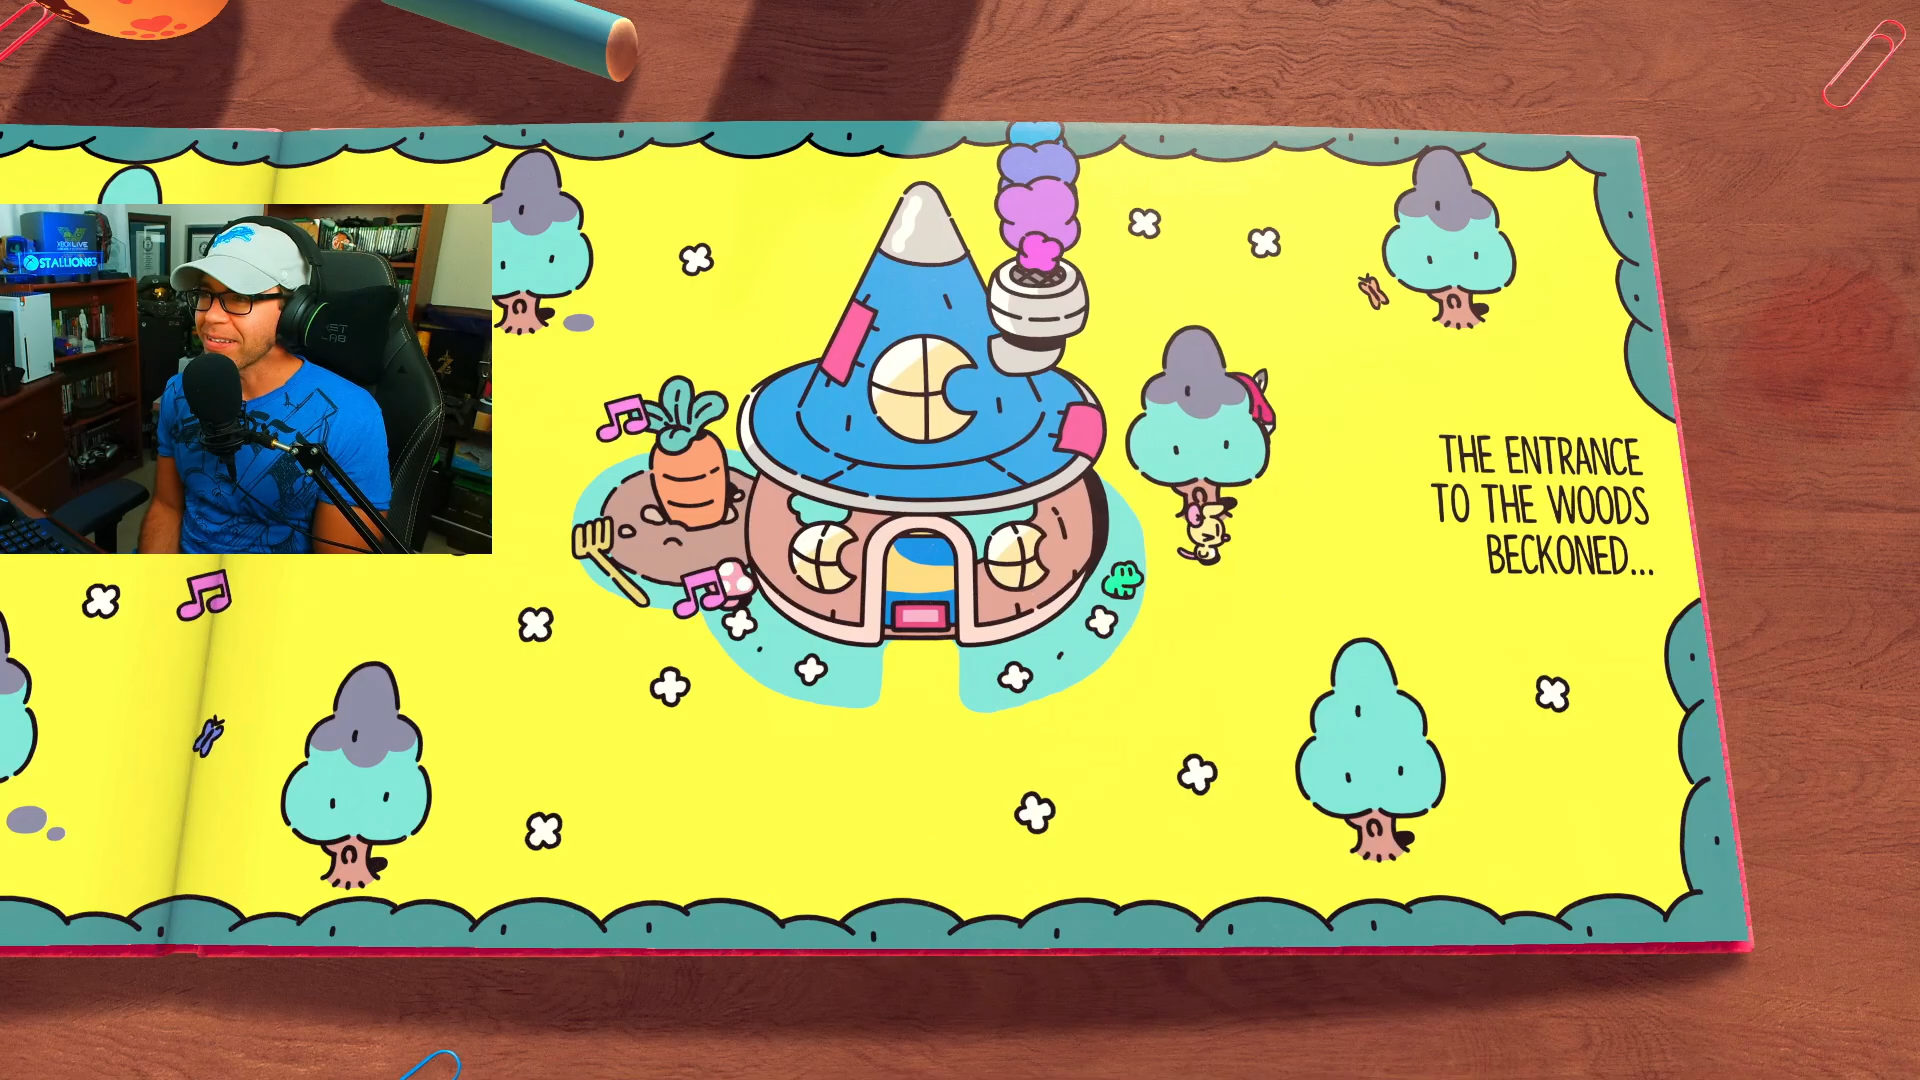 XBOX LIVE
STALLION83
THE ENTRANCE
TO THE WOODS
BECKONED...